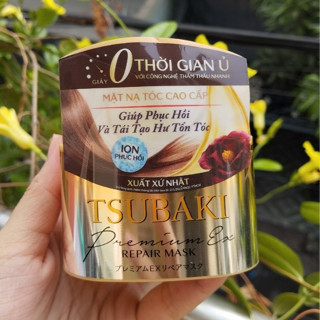 0 THỜI GIAN Ủ
GIÂY
VỚI CÔNG NGHỆ THẨM THẤU NHANH
MẶT NẠ TÓC CAO CẤP
Giúp Phục Hồi
Và Tái Tạo Hư Tổn Tóc
ION
PHỤC HỒI
XUẤT XỨ NHẬT
TSUBAKI
Premium Ex
REPAIR MASK
プレミアムEXリペアマスク